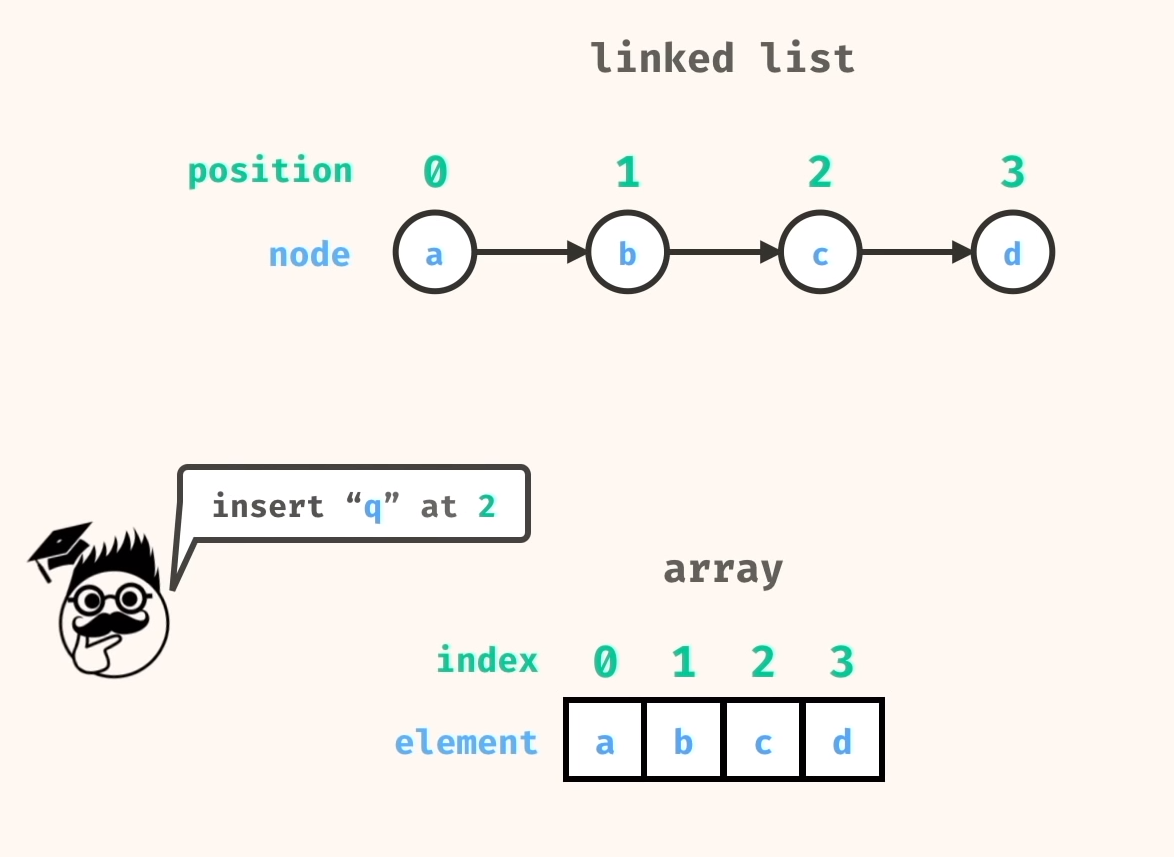 linked list
position 0 1 2 3
node a b c d
insert “q” at 2
array
index 0 1 2 3
element a b c d